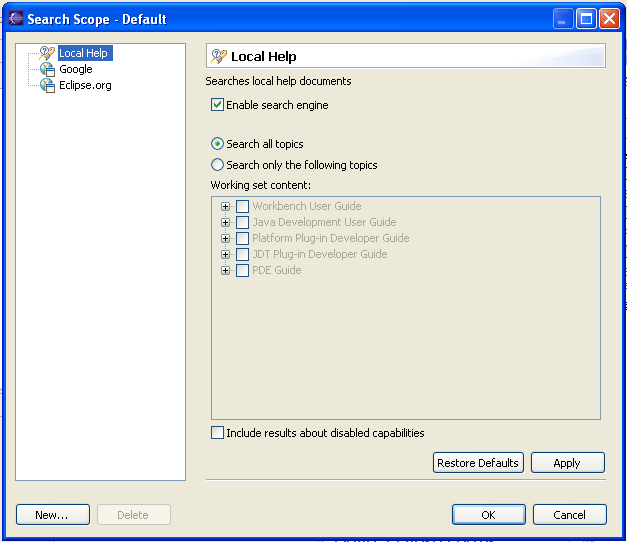 Search Scope - Default
Local Help
Google
Eclipse.org
Local Help
Searches local help documents
Enable search engine
Search all topics
Search only the following topics
Working set content:
Workbench User Guide
Java Development User Guide
Platform Plug-in Developer Guide
JDT Plug-in Developer Guide
PDE Guide
Include results about disabled capabilities
Restore Defaults
Apply
New...
Delete
OK
Cancel